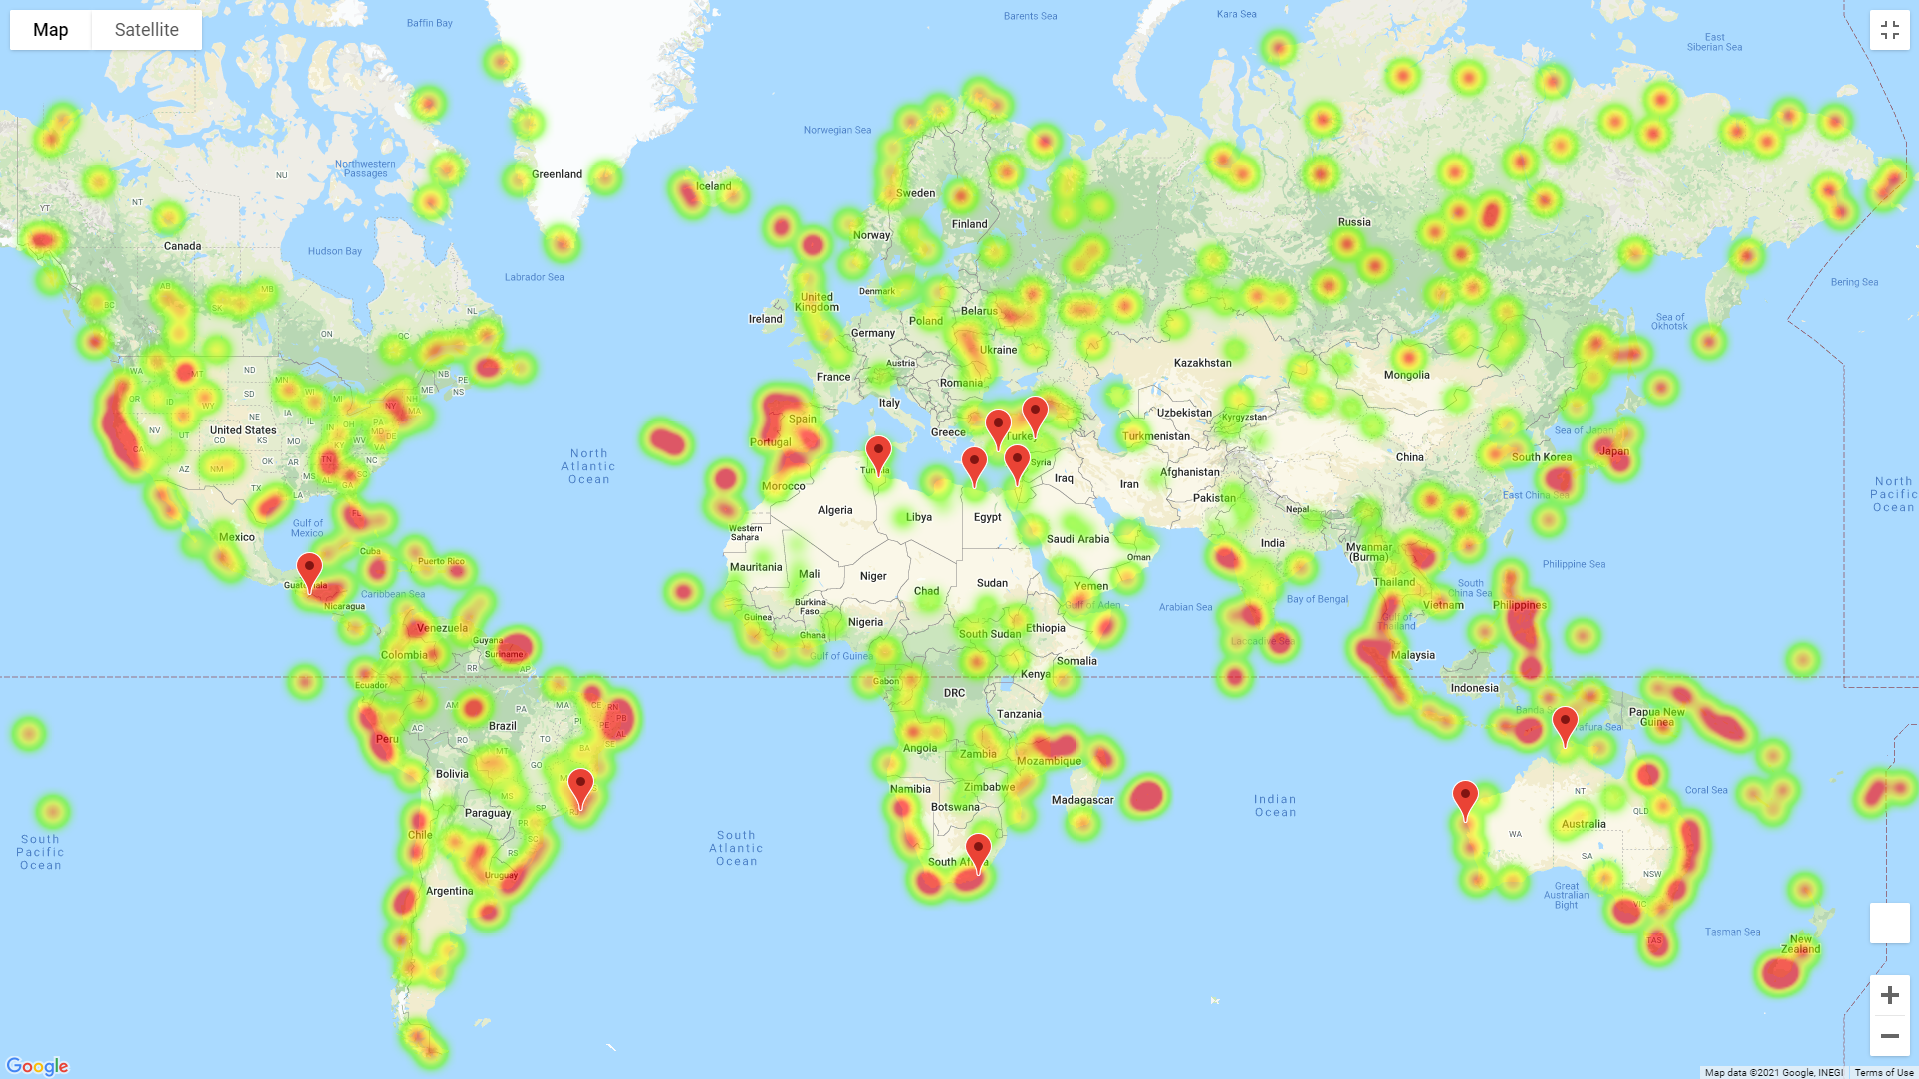 Map
Satellite
Baffin Bay
Barents Sea
Kara Sea
East
Siberian Sea
Norwegian Sea
Northwestern
Passages
NU
Greenland
Iceland
Sweden
YT
NT
Finland
Russia
Canada
Hudson Bay
Norway
Labrador Sea
Bering Sea
AB
MB
BC
SK
NL
ON
QC
Denmark
United
Kingdom
Ireland
Belarus
Poland
Germany
Sea of
Okhotsk
NB
PE
NS
WA
MT
ND
Ukraine
Austria
France
Romania
Kazakhstan
Mongolia
OR
ID
WY
SD
MN
WI
NE
ME
NH
NY
MA
Italy
Spain
Portugal
Greece
Turkey
Uzbekistan
Kyrgyzstan
Turkmenistan
United States
NV
UT
CO
KS
CA
AZ
NM
OK
AR
TN
NC
SC
TX
LA
MS
AL
GA
FL
North
Atlantic
Ocean
Tunisia
Syria
Iraq
Iran
Afghanistan
Pakistan
China
South Korea
Japan
Sea of Japan
East China Sea
North
Pacific
Ocean
Morocco
Algeria
Libya
Egypt
Western
Sahara
Nepal
Gulf of
Mexico
Mexico
Cuba
Puerto Rico
Mauritania
Mali
Niger
Chad
Sudan
Saudi Arabia
Oman
Yemen
Gulf of Aden
India
Myanmar
(Burma)
Thailand
Vietnam
Philippine Sea
South
China Sea
Philippines
Guatemala
Nicaragua
Caribbean Sea
Arabian Sea
Bay of Bengal
Gulf of
Thailand
Laccadive Sea
Burkina
Faso
Guinea
Ghana
Nigeria
South Sudan
Ethiopia
Gulf of Guinea
Somalia
Venezuela
Guyana
Suriname
Colombia
RR
AP
Ecuador
Gabon
Kenya
DRC
Malaysia
Indonesia
Banda Sea
Arafura Sea
Papua New
Guinea
AM
PA
CE
RN
PB
PE
AL
SE
Brazil
Peru
AC
RO
TO
BA
MT
GO
Tanzania
Angola
Zambia
Mozambique
Bolivia
MS
SP
RJ
Paraguay
PR
SC
RS
Chile
Uruguay
Argentina
Namibia
Zimbabwe
Botswana
Madagascar
South Africa
South
Pacific
Ocean
South
Atlantic
Ocean
Indian
Ocean
NT
QLD
Coral Sea
Australia
WA
SA
NSW
VIC
TAS
Great
Australian
Bight
Tasman Sea
New
Zealand
Google
Map data ©2021 Google, INEGI
Terms of Use